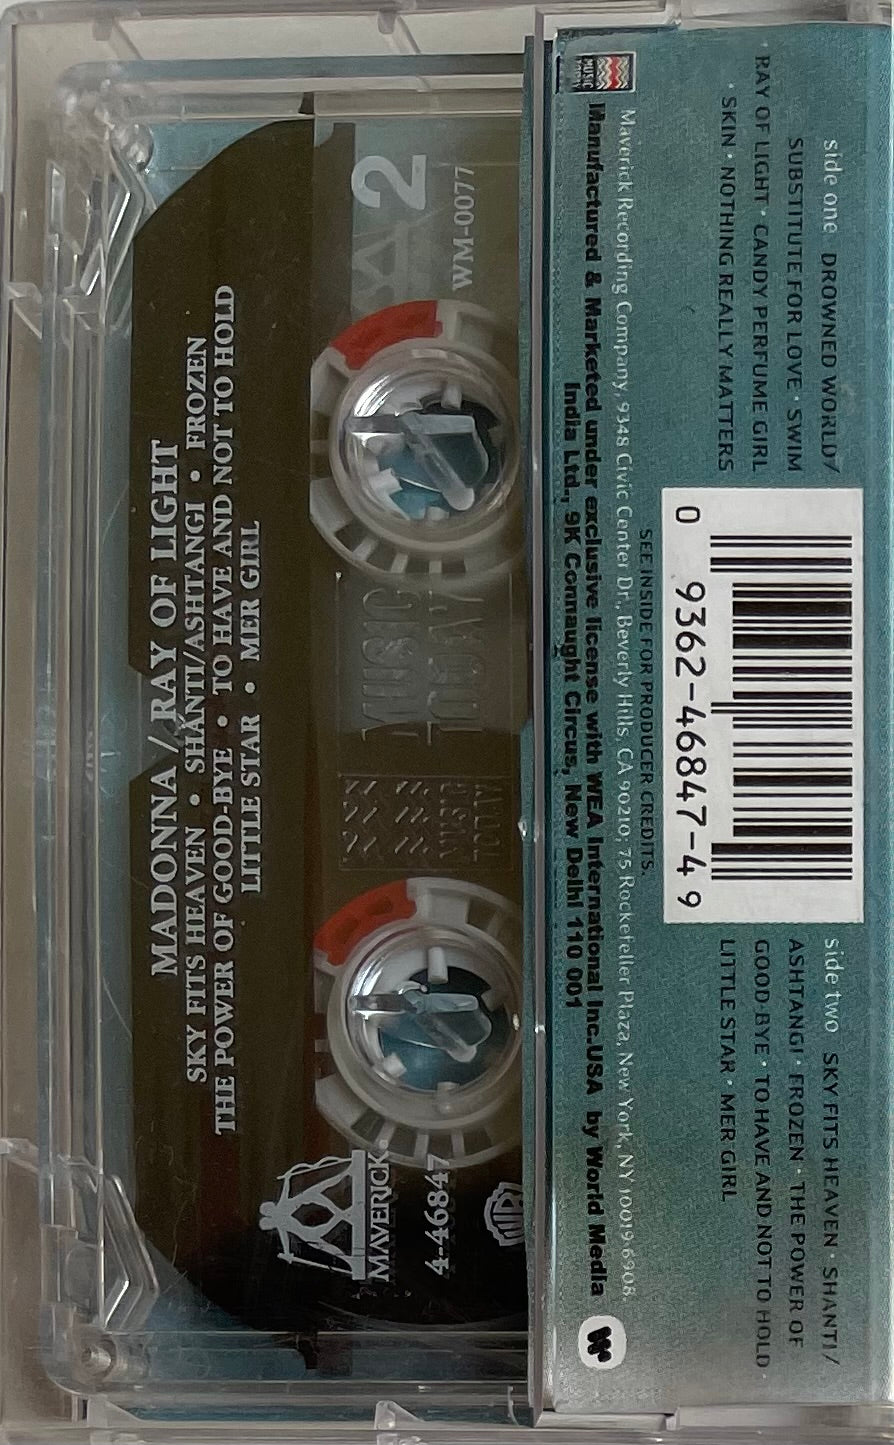 side one DROWNED WORLD/
SUBSTITUTE FOR LOVE • SWIM
• RAY OF LIGHT • CANDY PERFUME GIRL
• SKIN • NOTHING REALLY MATTERS
0 9362-46847-4 9
side two SKY FITS HEAVEN • SHANTI/
ASHTANGI • FROZEN • THE POWER OF
GOOD-BYE • TO HAVE AND NOT TO HOLD •
LITTLE STAR • MER GIRL
SEE INSIDE FOR PRODUCER CREDITS.
Maverick Recording Company, 9348 Civic Center Dr., Beverly Hills, CA 90210; 75 Rockefeller Plaza, New York, NY 10019-6908.
Manufactured & Marketed under exclusive license with WEA International Inc.USA by World Media
India Ltd., 9K Connaught Circus, New Delhi 110 001
MUSIC
MADONNA / RAY OF LIGHT
SKY FITS HEAVEN • SHANTI/ASHTANGI • FROZEN
THE POWER OF GOOD-BYE • TO HAVE AND NOT TO HOLD
LITTLE STAR • MER GIRL
2
WM-0077
MUSIC
TODAY
MUSIC
TODAY
MAVERICK
4-46847